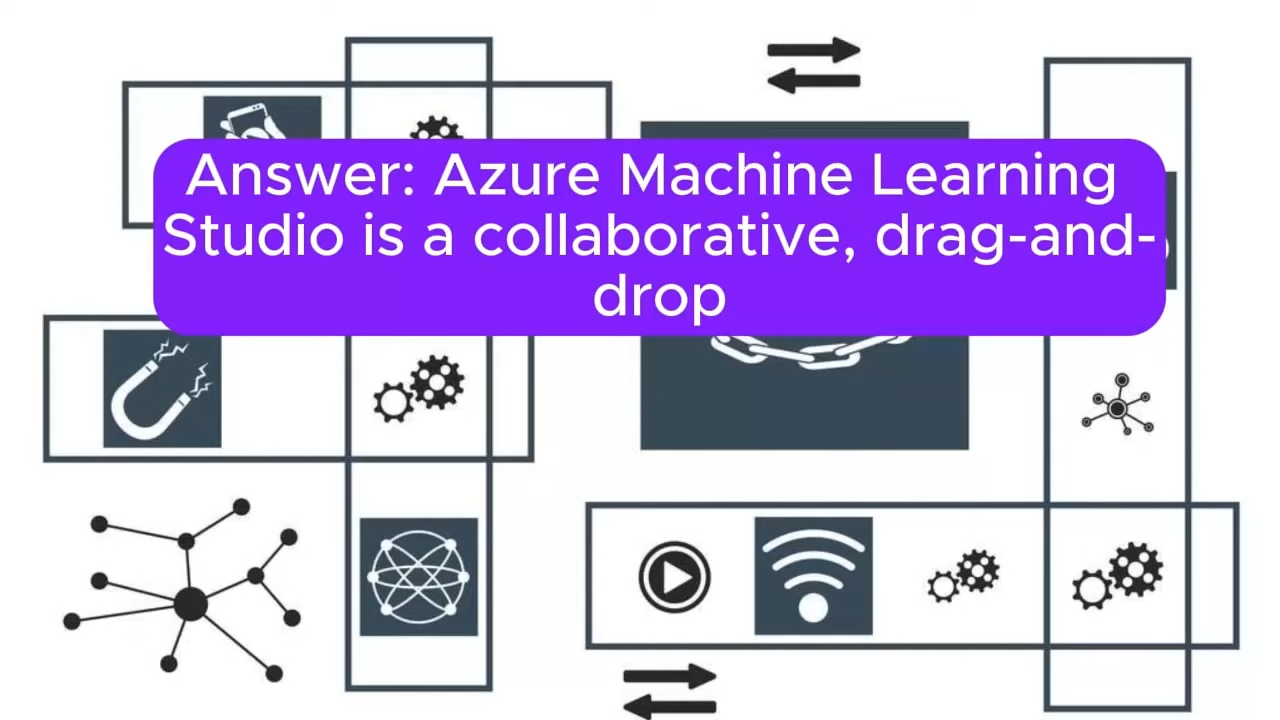 Answer: Azure Machine Learning
Studio is a collaborative, drag-and-
drop